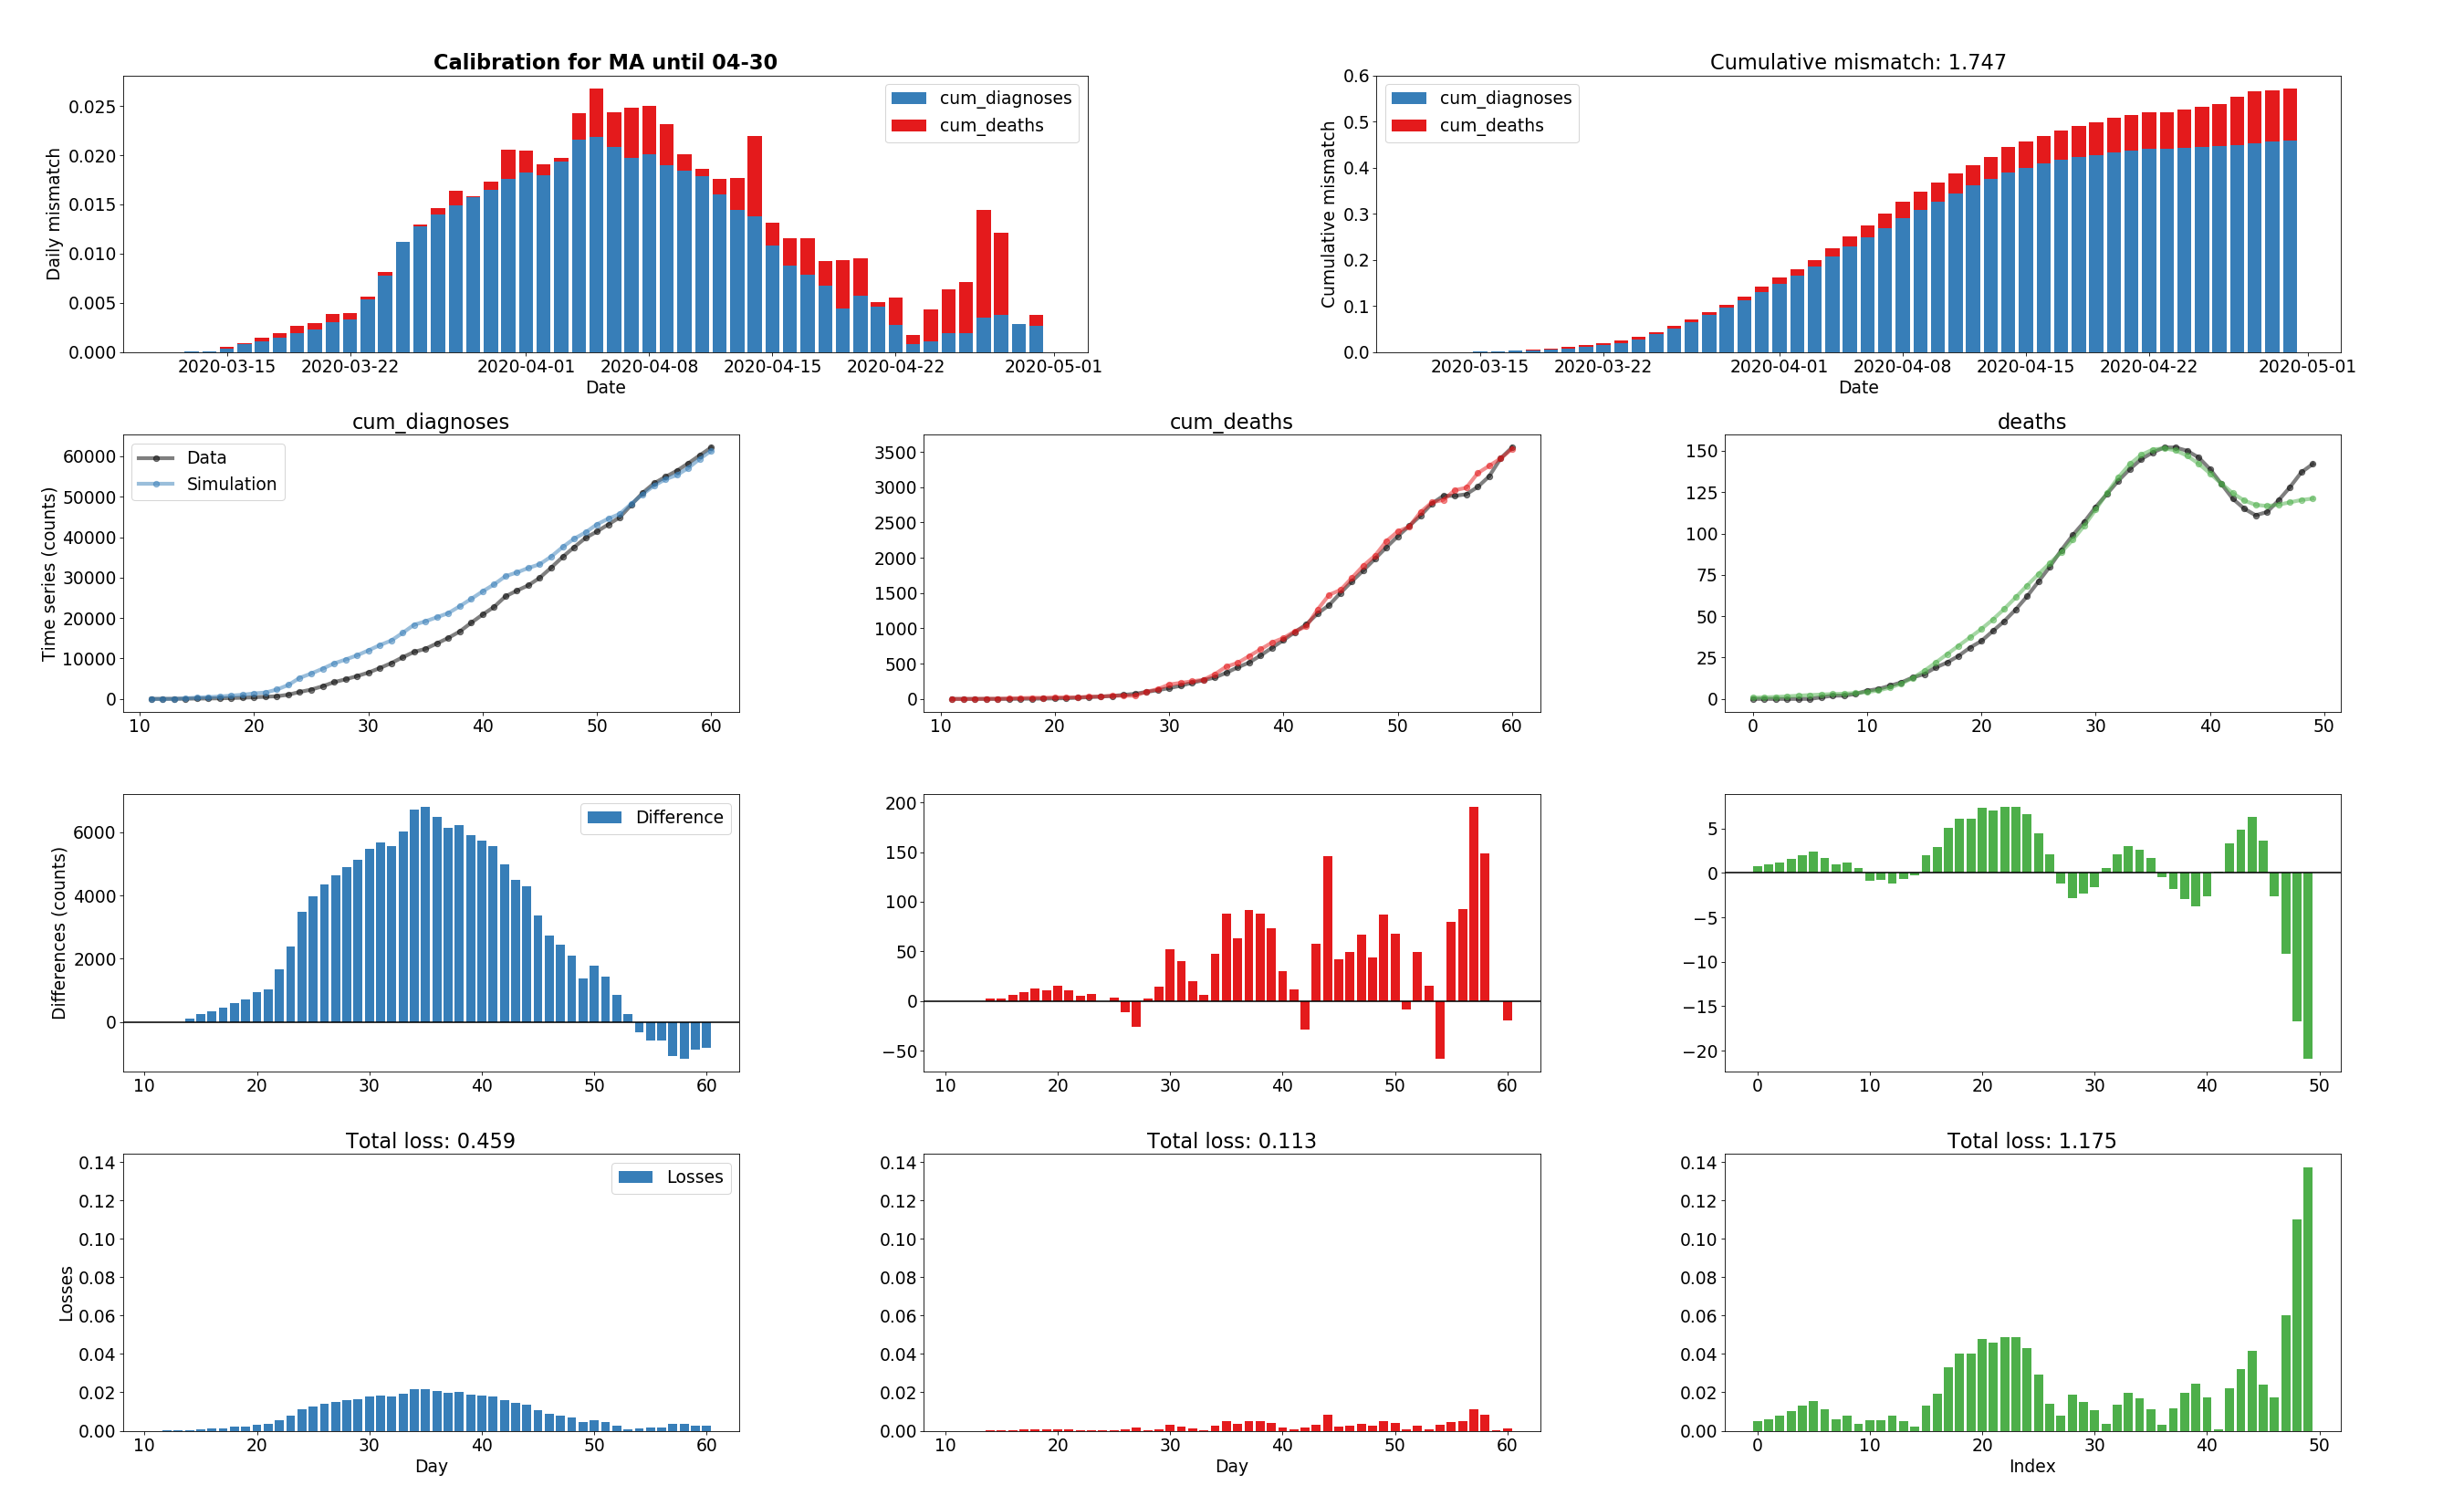 Calibration for MA until 04-30
Cumulative mismatch: 1.747
Daily mismatch
0.025
0.020
0.015
0.010
0.005
0.000
cum_diagnoses
cum_deaths
2020-03-15 2020-03-22 2020-04-01 2020-04-08 2020-04-15 2020-04-22 2020-05-01
Date
Cumulative mismatch
0.6
0.5
0.4
0.3
0.2
0.1
0.0
cum_diagnoses
cum_deaths
2020-03-15 2020-03-22 2020-04-01 2020-04-08 2020-04-15 2020-04-22 2020-05-01
Date
cum_diagnoses
Time series (counts)
60000
50000
40000
30000
20000
10000
0
Data
Simulation
10 20 30 40 50 60
cum_deaths
3500
3000
2500
2000
1500
1000
500
0
10 20 30 40 50 60
deaths
150
125
100
75
50
25
0
0 10 20 30 40 50
Differences (counts)
6000
4000
2000
0
Difference
10 20 30 40 50 60
200
150
100
50
0
−50
10 20 30 40 50 60
5
0
−5
−10
−15
−20
0 10 20 30 40 50
Total loss: 0.459
Losses
0.14
0.12
0.10
0.08
0.06
0.04
0.02
0.00
Losses
10 20 30 40 50 60
Day
Total loss: 0.113
0.14
0.12
0.10
0.08
0.06
0.04
0.02
0.00
10 20 30 40 50 60
Day
Total loss: 1.175
0.14
0.12
0.10
0.08
0.06
0.04
0.02
0.00
0 10 20 30 40 50
Index